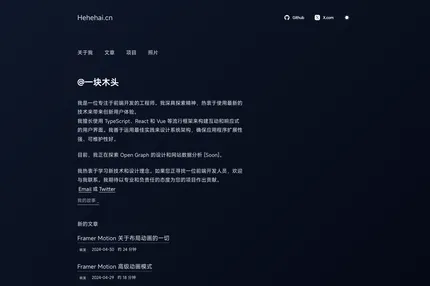 Hehehai.cn
Github
X.com
关于我 文章 项目 照片
@一块木头
我是一位专注于前端开发的工程师。我深具探索精神，热衷于使用最新的
技术来带来创新用户体验。
我擅长使用 TypeScript、React 和 Vue 等流行框架来构建互动和响应式
的用户界面。我善于运用最佳实践来设计系统架构，确保应用程序扩展性
强、可维护性好。
目前，我正在探索 Open Graph 的设计和网站数据分析 [Soon]。
我热衷于学习新技术和设计理念。如果您正寻找一位前端开发人员，欢迎
与我联系。我期待以专业和负责任的态度为您的项目作出贡献。
Email 或 Twitter
我的故事
新的文章
Framer Motion 关于布局动画的一切
2024-04-30 约 24 分钟
Framer Motion 高级动画模式
2024-04-29 约 18 分钟